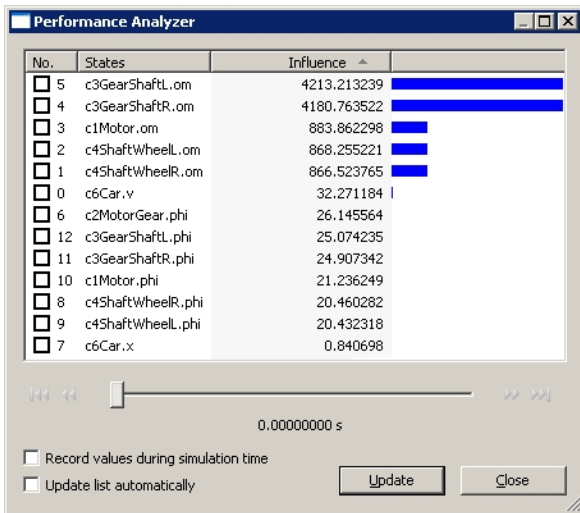 Performance Analyzer
No. States Influence
5 c3GearShaftL.om 4213.213239
4 c3GearShaftR.om 4180.763522
3 c1Motor.om 883.862298
2 c4ShaftWheelL.om 868.255221
1 c4ShaftWheelR.om 866.523765
0 c6Car.v 32.271184
6 c2MotorGear.phi 26.145564
12 c3GearShaftL.phi 25.074235
11 c3GearShaftR.phi 24.907342
10 c1Motor.phi 21.236249
8 c4ShaftWheelR.phi 20.460282
9 c4ShaftWheelL.phi 20.432318
7 c6Car.x 0.840698
0.00000000 s
Record values during simulation time
Update list automatically
Update Close